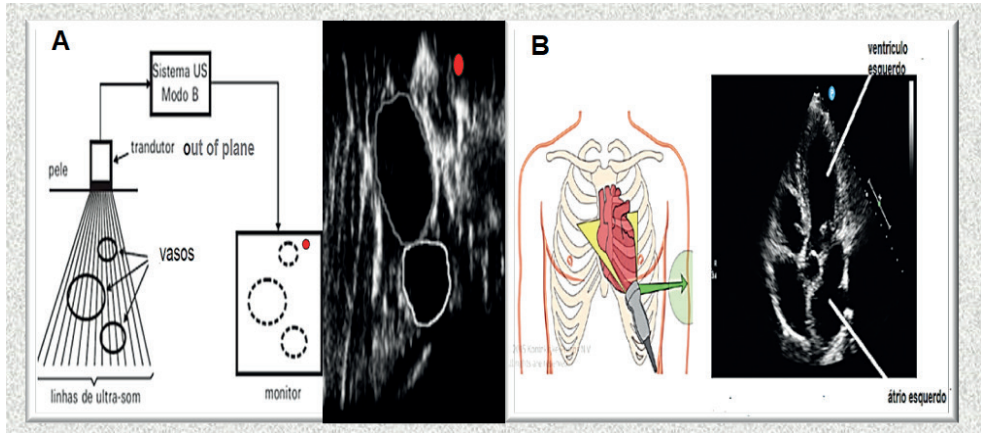 A
Sistema US
Modo B
trandutor
out of plane
pele
vasos
linhas de ultra-som
monitor
B
ventrículo
esquerdo
átrio esquerdo